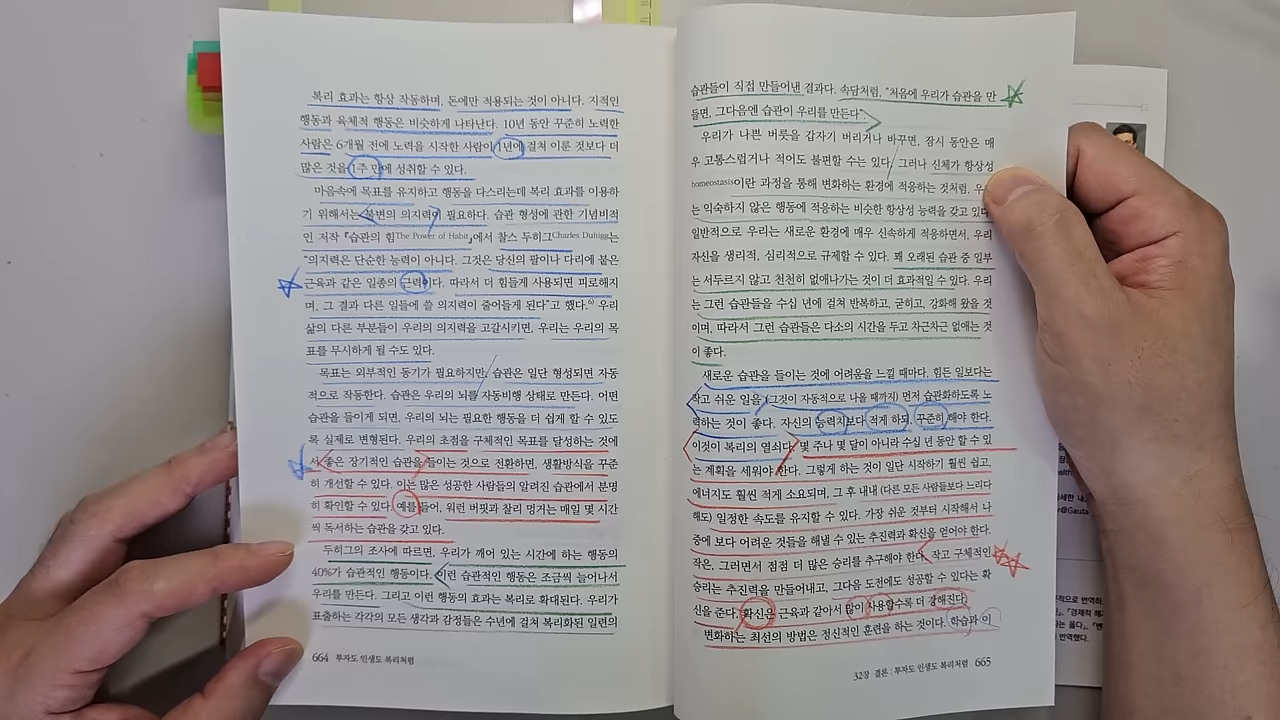 복리 효과는 항상 작동하며, 돈에만 적용되는 것이 아니다. 지적인
행동과 육체적 행동은 비슷하게 나타난다. 10년 동안 꾸준히 노력한
사람은 6개월 전에 노력을 시작한 사람이 1년에 걸쳐 이룬 것보다 더
많은 것을 1주 만에 성취할 수 있다.
마음속에 목표를 유지하고 행동을 다스리는데 복리 효과를 이용하
기 위해서는 불변의 의지력이 필요하다. 습관 형성에 관한 기념비적
인 저작 『습관의 힘The Power of Habit』에서 찰스 두히그Charles Duhigg는
"의지력은 단순한 능력이 아니다. 그것은 당신의 팔이나 다리에 붙은
근육과 같은 일종의 근력이다. 따라서 더 힘들게 사용되면 피로해지
며, 그 결과 다른 일들에 쓸 의지력이 줄어들게 된다"고 했다.6) 우리
삶의 다른 부분들이 우리의 의지력을 고갈시키면, 우리는 우리의 목
표를 무시하게 될 수도 있다.
목표는 외부적인 동기가 필요하지만, 습관은 일단 형성되면 자동
적으로 작동한다. 습관은 우리의 뇌를 자동비행 상태로 만든다. 어떤
습관을 들이게 되면, 우리의 뇌는 필요한 행동을 더 쉽게 할 수 있도
록 실제로 변형된다. 우리의 초점을 구체적인 목표를 달성하는 것에
서 좋은 장기적인 습관을 들이는 것으로 전환하면, 생활방식을 꾸준
히 개선할 수 있다. 이는 많은 성공한 사람들의 알려진 습관에서 분명
히 확인할 수 있다. 예를 들어, 워런 버핏과 찰리 멍거는 매일 몇 시간
씩 독서하는 습관을 갖고 있다.
두히그의 조사에 따르면, 우리가 깨어 있는 시간에 하는 행동의
40%가 습관적인 행동이다. 이런 습관적인 행동은 조금씩 늘어나서
우리를 만든다. 그리고 이런 행동의 효과는 복리로 확대된다. 우리가
표출하는 각각의 모든 생각과 감정들은 수년에 걸쳐 복리화된 일련의
664 투자도 인생도 복리처럼
습관들이 직접 만들어낸 결과다. 속담처럼, "처음에 우리가 습관을 만
들면, 그다음엔 습관이 우리를 만든다".
우리가 나쁜 버릇을 갑자기 버리거나 바꾸면, 잠시 동안은 매
우 고통스럽거나 적어도 불편할 수는 있다. 그러나 신체가 항상성
homeostasis이란 과정을 통해 변화하는 환경에 적응하는 것처럼, 우리
는 익숙하지 않은 행동에 적응하는 비슷한 항상성 능력을 갖고 있다.
일반적으로 우리는 새로운 환경에 매우 신속하게 적응하면서, 우리
자신을 생리적, 심리적으로 규제할 수 있다. 꽤 오래된 습관 중 일부
는 서두르지 않고 천천히 없애나가는 것이 더 효과적일 수 있다. 우리
는 그런 습관들을 수십 년에 걸쳐 반복하고, 굳히고, 강화해 왔을 것
이며, 따라서 그런 습관들은 다소의 시간을 두고 차근차근 없애는 것
이 좋다.
새로운 습관을 들이는 것에 어려움을 느낄 때마다, 힘든 일보다는
작고 쉬운 일을 (그것이 자동적으로 나올 때까지) 먼저 습관화하도록 노
력하는 것이 좋다. 자신의 능력치보다 적게 하되, 꾸준히 해야 한다.
이것이 복리의 열쇠다. 몇 주나 몇 달이 아니라 수십 년 동안 할 수 있
는 계획을 세워야 한다. 그렇게 하는 것이 일단 시작하기 훨씬 쉽고,
에너지도 훨씬 적게 소요되며, 그 후 내내 (다른 모든 사람들보다 느리다
해도) 일정한 속도를 유지할 수 있다. 가장 쉬운 것부터 시작해서 나
중에 보다 어려운 것들을 해낼 수 있는 추진력과 확신을 얻어야 한다.
작은, 그러면서 점점 더 많은 승리를 추구해야 한다. 작고 구체적인
승리는 추진력을 만들어내고, 그다음 도전에도 성공할 수 있다는 확
신을 준다. 확신은 근육과 같아서 많이 사용할수록 더 강해진다.
변화하는 최선의 방법은 정신적인 훈련을 하는 것이다. 학습과 이
32장 결론 : 투자도 인생도 복리처럼 665